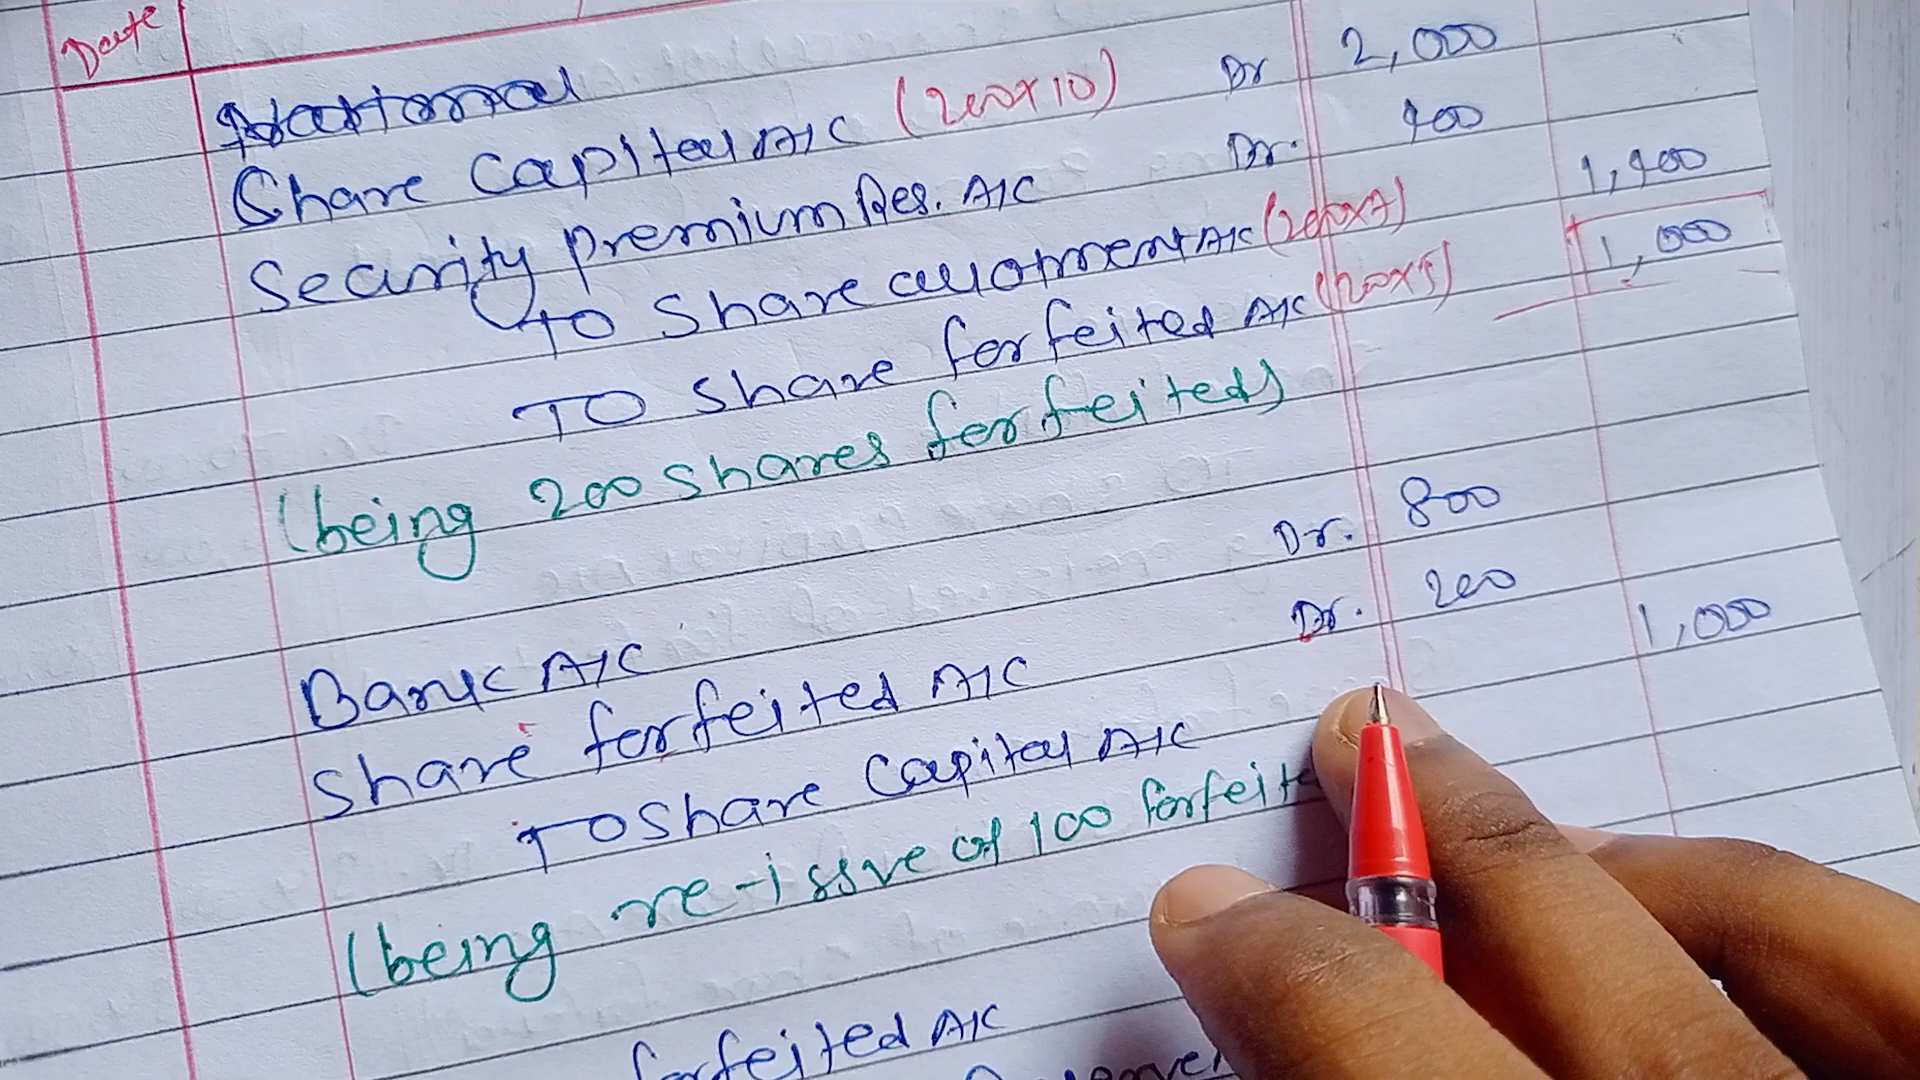 Date
National
Share Capital A/C (200x10) Dr 2,000
Security premium Res. A/C Dr. 400
To Share allotment A/C (200x7) 1,400
To Share forfeited A/C (200x5) 1,000
(being 200 shares forfeited)
Bank A/C Dr. 800
Share forfeited A/C Dr. 200
To Share Capital A/C 1,000
(being re-issue of 100 forfeite
forfeited A/C